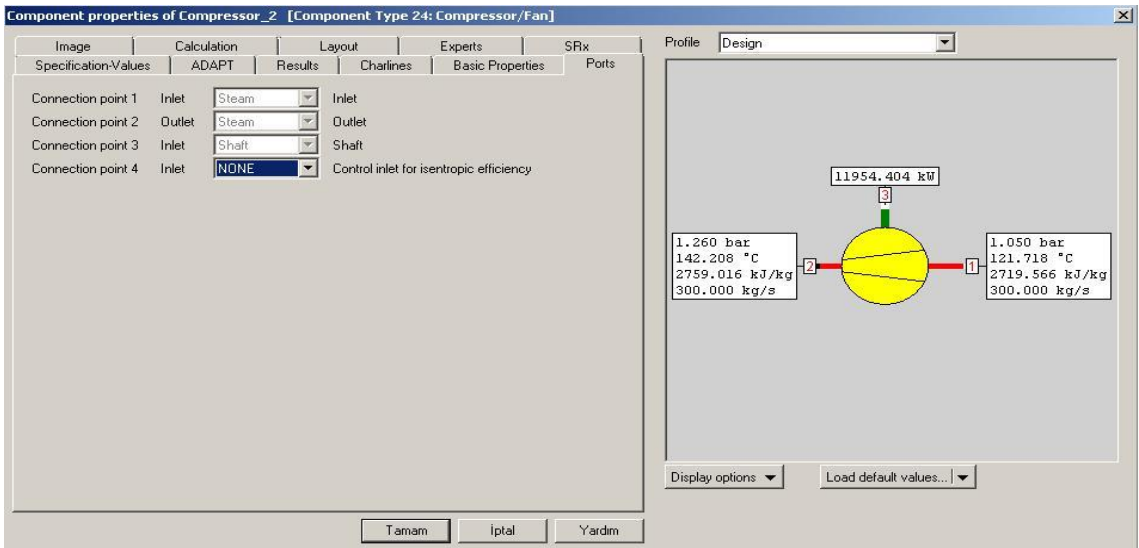 Component properties of Compressor_2 [Component Type 24: Compressor/Fan]
Image Calculation Layout Experts SRx
Specification-Values ADAPT Results Charlines Basic Properties Ports
Connection point 1 Inlet Steam Inlet
Connection point 2 Outlet Steam Outlet
Connection point 3 Inlet Shaft Shaft
Connection point 4 Inlet NONE Control inlet for isentropic efficiency
Profile Design
11954.404 kW
3
1.260 bar
142.208 °C
2759.016 kJ/kg
300.000 kg/s
2
1
1.050 bar
121.718 °C
2719.566 kJ/kg
300.000 kg/s
Display options Load default values...
Tamam İptal Yardım